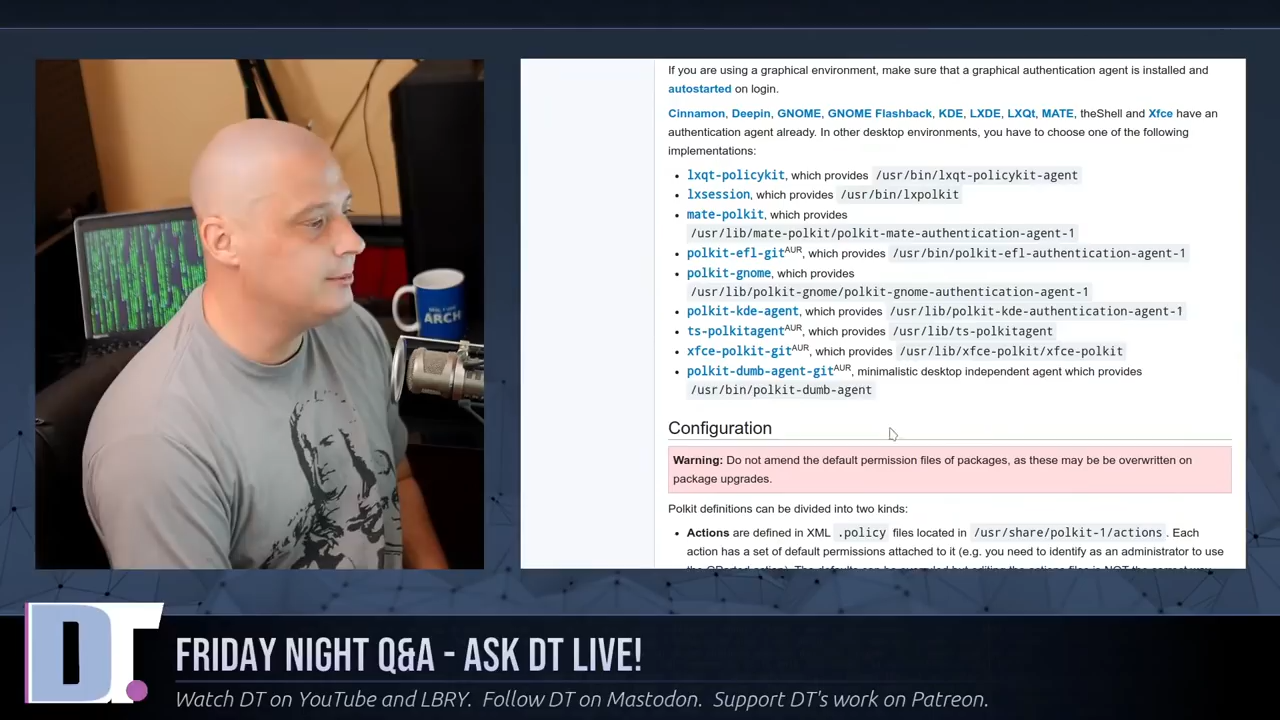 If you are using a graphical environment, make sure that a graphical authentication agent is installed and
autostarted on login.
Cinnamon, Deepin, GNOME, GNOME Flashback, KDE, LXDE, LXQt, MATE, theShell and Xfce have an
authentication agent already. In other desktop environments, you have to choose one of the following
implementations:
• lxqt-policykit, which provides /usr/bin/lxqt-policykit-agent
• lxsession, which provides /usr/bin/lxpolkit
• mate-polkit, which provides
/usr/lib/mate-polkit/polkit-mate-authentication-agent-1
• polkit-efl-gitAUR, which provides /usr/bin/polkit-efl-authentication-agent-1
• polkit-gnome, which provides
/usr/lib/polkit-gnome/polkit-gnome-authentication-agent-1
• polkit-kde-agent, which provides /usr/lib/polkit-kde-authentication-agent-1
• ts-polkitagentAUR, which provides /usr/lib/ts-polkitagent
• xfce-polkit-gitAUR, which provides /usr/lib/xfce-polkit/xfce-polkit
• polkit-dumb-agent-gitAUR, minimalistic desktop independent agent which provides
/usr/bin/polkit-dumb-agent
Configuration
Warning: Do not amend the default permission files of packages, as these may be be overwritten on
package upgrades.
Polkit definitions can be divided into two kinds:
• Actions are defined in XML .policy files located in /usr/share/polkit-1/actions. Each
action has a set of default permissions attached to it (e.g. you need to identify as an administrator to use
ARCH
DT.
FRIDAY NIGHT Q&A - ASK DT LIVE!
Watch DT on YouTube and LBRY. Follow DT on Mastodon. Support DT's work on Patreon.